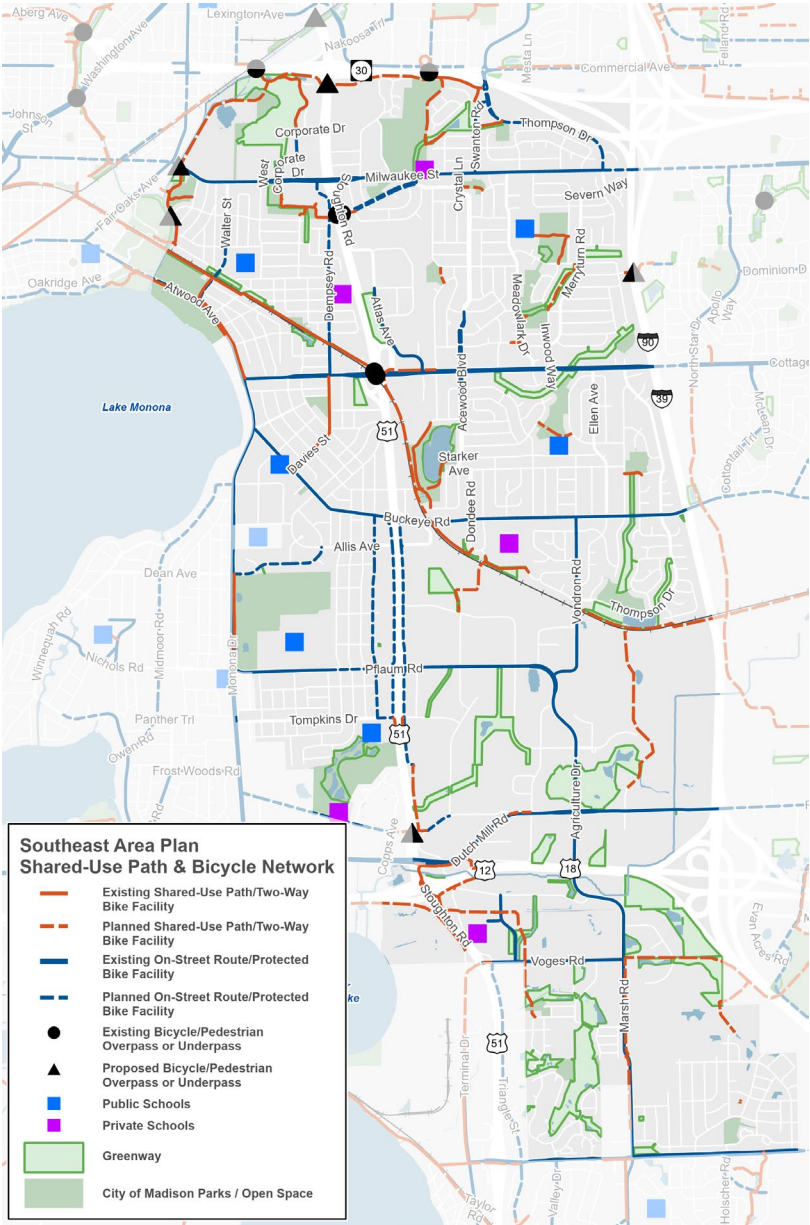 Aberg Ave
Lexington Ave
Washington Ave
Nakoosa Trl
Mesta Ln
Felland Rd
Commercial Ave
30
Johnson
St
Corporate Dr
Swanton Rd
Thompson Dr
West
Corporate
Dr
Milwaukee St
Stoughton Rd
Crystal Ln
Severn Way
Fair Oaks Ave
Walter St
Oakridge Ave
Atwood Ave
Dempsey Rd
Atlas Ave
Meadowlark Dr
Merryturn Rd
Dominion D
Apollo
Way
Inwood Way
90
North Star Dr
Cottage
Lake Monona
Acewood Blvd
Ellen Ave
39
McLean Dr
51
Cottontail Trl
Davies St
Starker
Ave
Dondee Rd
Buckeye Rd
Allis Ave
Dean Ave
Vondron Rd
Thompson Dr
Winnequah Rd
Midmoor Rd
Nichols Rd
Monona Dr
Pflaum Rd
Panther Trl
Tompkins Dr
51
Owen Rd
Frost Woods Rd
Rd
Agriculture Dr
Copps Ave
Dutch Mill Rd
12
18
Stoughton Rd
Evan Acres Rd
Voges Rd
ke
Marsh Rd
51
Terminal Dr
Triangle St
Taylor
Rd
Valley Dr
Holscher Rd
Southeast Area Plan
Shared-Use Path & Bicycle Network
Existing Shared-Use Path/Two-Way
Bike Facility
Planned Shared-Use Path/Two-Way
Bike Facility
Existing On-Street Route/Protected
Bike Facility
Planned On-Street Route/Protected
Bike Facility
Existing Bicycle/Pedestrian
Overpass or Underpass
Proposed Bicycle/Pedestrian
Overpass or Underpass
Public Schools
Private Schools
Greenway
City of Madison Parks / Open Space